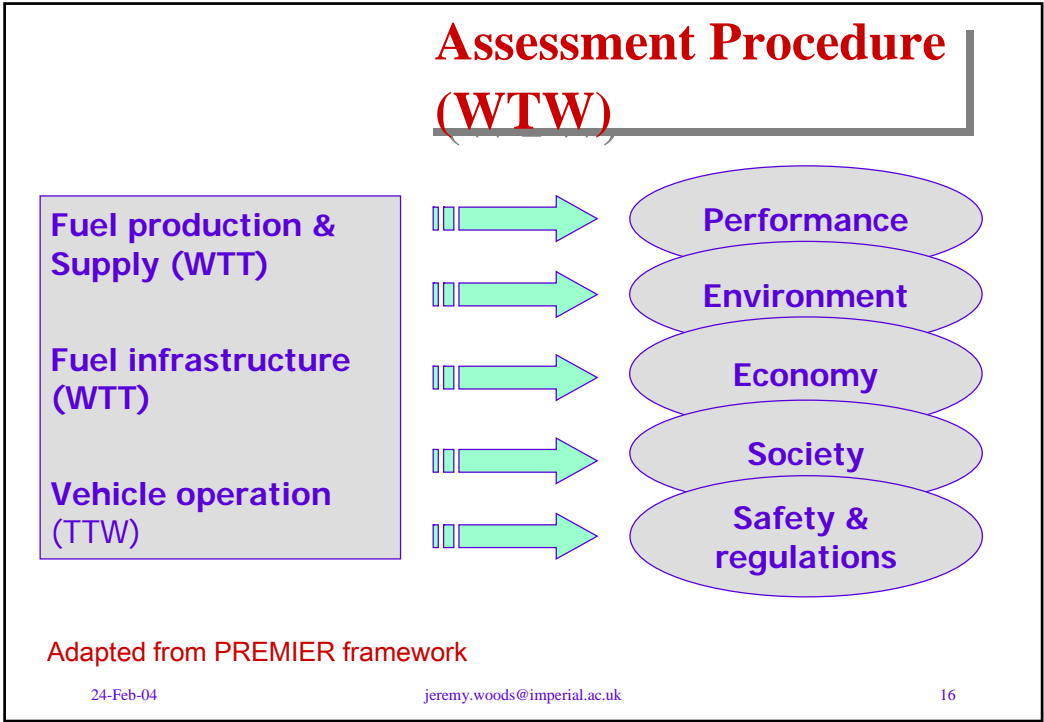 Assessment Procedure
(WTW)
Fuel production &
Supply (WTT)
Fuel infrastructure
(WTT)
Vehicle operation
(TTW)
Performance
Environment
Economy
Society
Safety &
regulations
Adapted from PREMIER framework
24-Feb-04
jeremy.woods@imperial.ac.uk
16